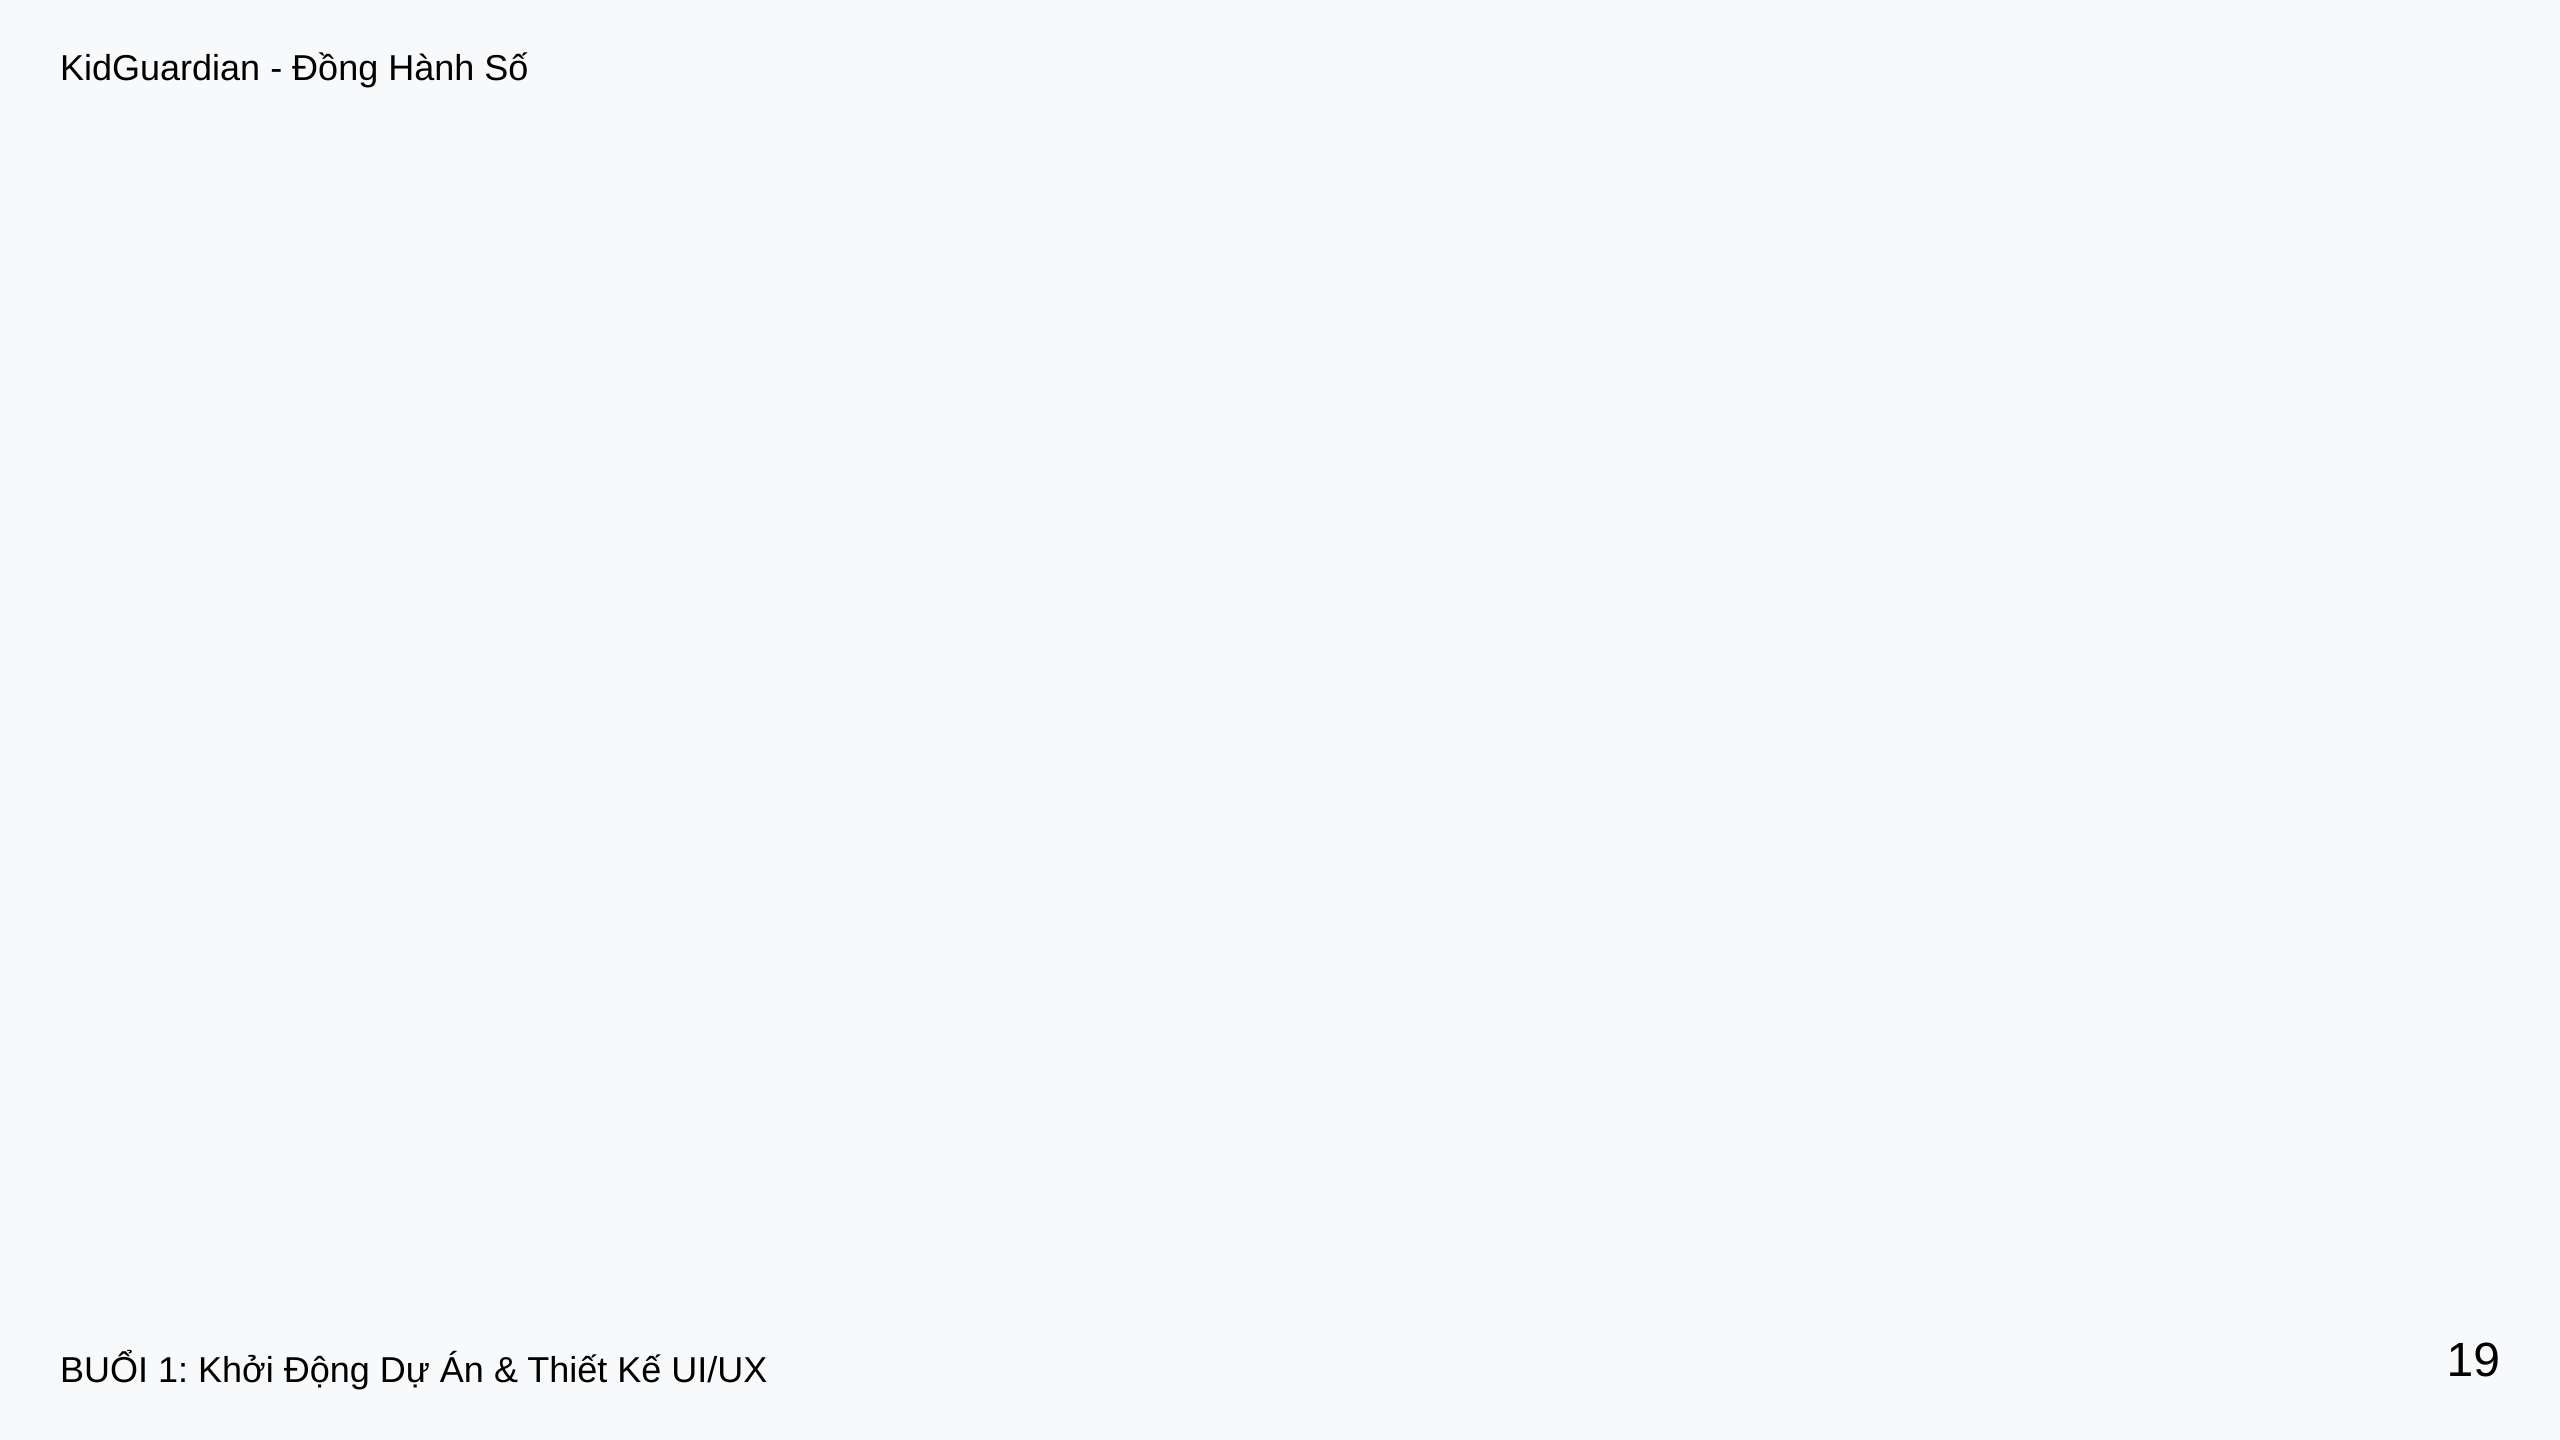 KidGuardian - Đồng Hành Số
BUỔI 1: Khởi Động Dự Án & Thiết Kế UI/UX
19